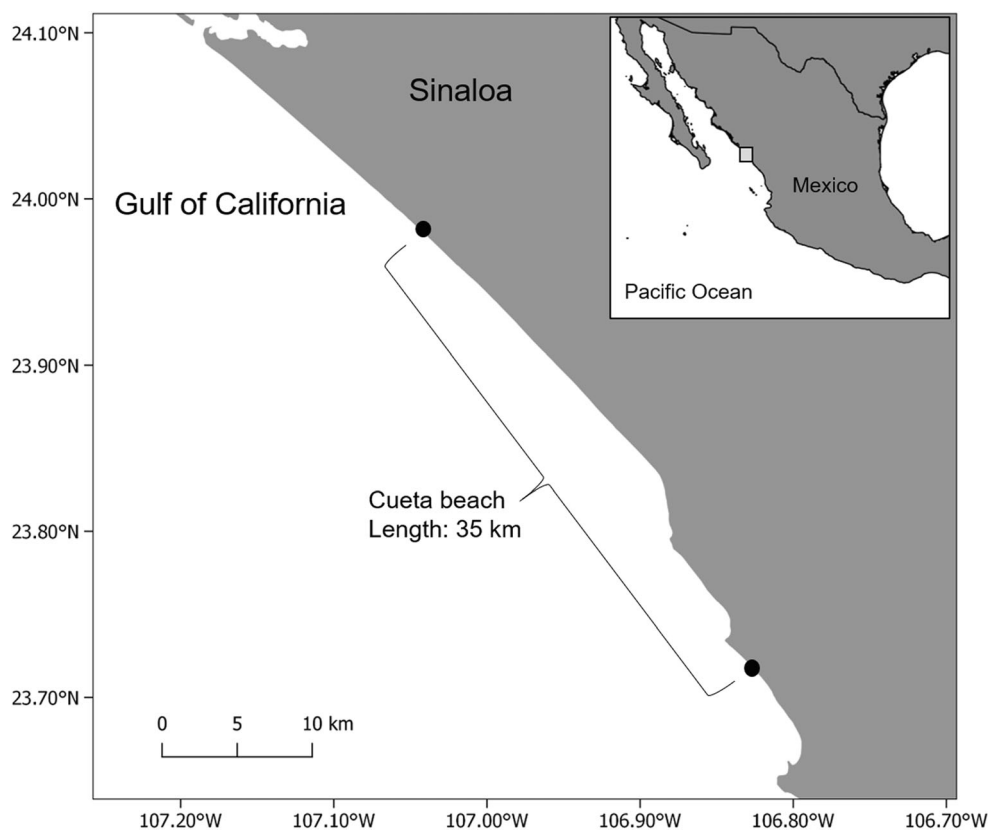 24.10°N
Sinaloa
Mexico
Gulf of California
24.00°N
Pacific Ocean
23.90°N
Cueta beach
Length: 35 km
23.80°N
23.70°N
0 5 10 km
107.20°W 107.10°W 107.00°W 106.90°W 106.80°W 106.70°W